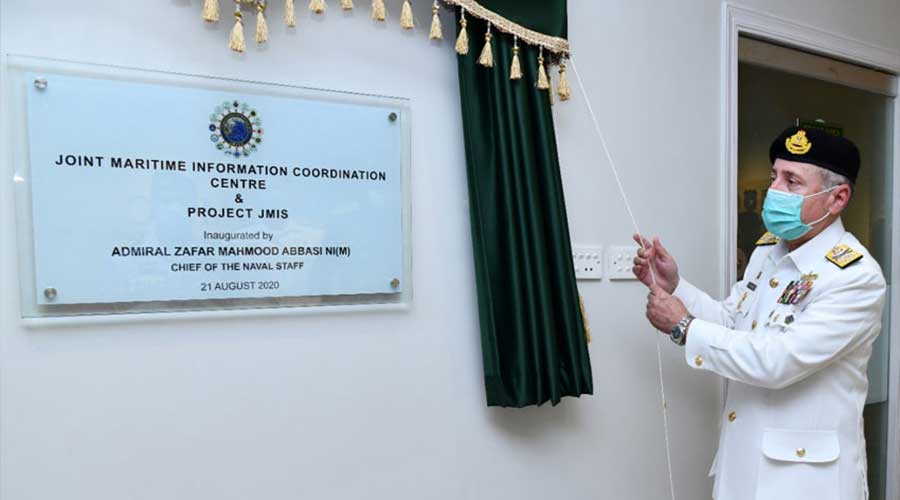 JOINT MARITIME INFORMATION COORDINATION
CENTRE
&
PROJECT JMIS
Inaugurated by
ADMIRAL ZAFAR MAHMOOD ABBASI NI(M)
CHIEF OF THE NAVAL STAFF
21 AUGUST 2020